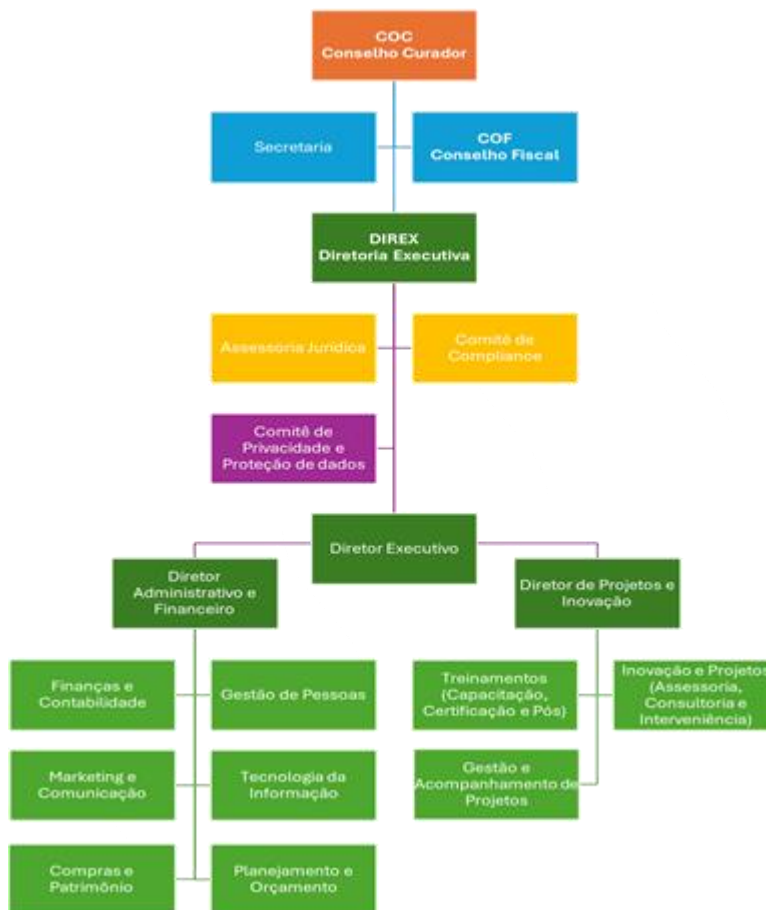 COC
Conselho Curador
Secretaria
COF
Conselho Fiscal
DIREX
Diretoria Executiva
Assessoria Jurídica
Comitê de
Compliance
Comitê de
Privacidade e
Proteção de dados
Diretor Executivo
Diretor
Administrativo e
Financeiro
Diretor de Projetos e
Inovação
Finanças e
Contabilidade
Gestão de Pessoas
Treinamentos
(Capacitação,
Certificação e Pós)
Inovação e Projetos
(Assessoria,
Consultoria e
Interveniência)
Marketing e
Comunicação
Tecnologia da
Informação
Gestão e
Acompanhamento de
Projetos
Compras e
Patrimônio
Planejamento e
Orçamento